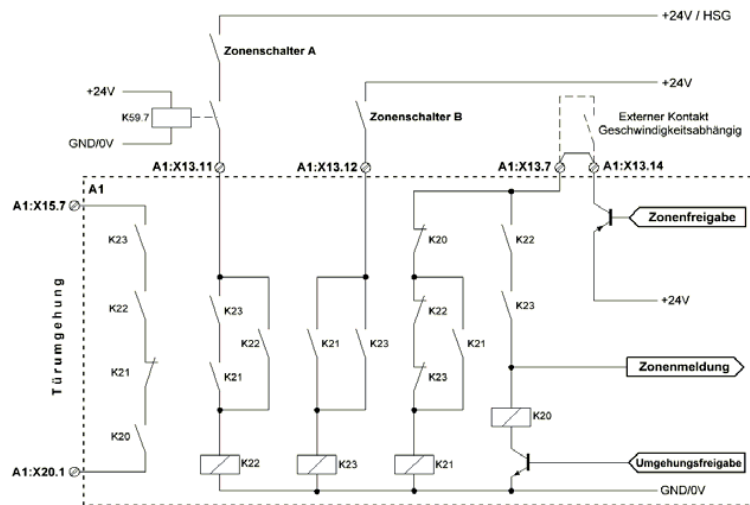 +24V / HSG
Zonenschalter A
+24V
+24V
K59.7
Zonenschalter B
Externer Kontakt
Geschwindigkeitsabhängig
GND/0V
A1:X13.11
A1:X13.12
A1:X13.7
A1:X13.14
A1
A1:X15.7
Zonenfreigabe
K23
K20
K22
+24V
Türumgehung
K22
K23
K22
K21
K23
K22
K21
K23
K21
K21
K23
Zonenmeldung
K20
K20
A1:X20.1
K22
K23
K21
Umgehungsfreigabe
GND/0V